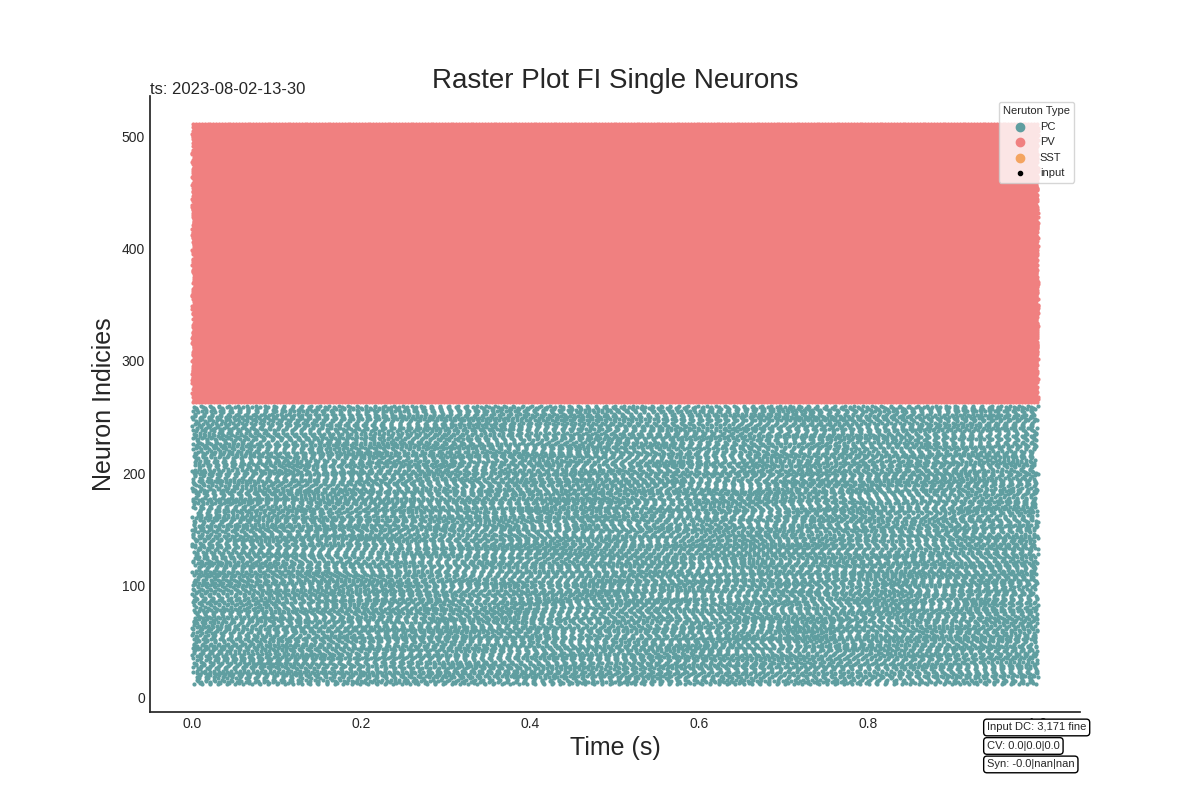 Raster Plot FI Single Neurons
ts: 2023-08-02-13-30
Neruton Type
PC
PV
SST
input
500
400
300
200
100
0
Neuron Indicies
0.0
0.2
0.4
0.6
0.8
Time (s)
Input DC: 3,171 fine
CV: 0.0|0.0|0.0
Syn: -0.0|nan|nan